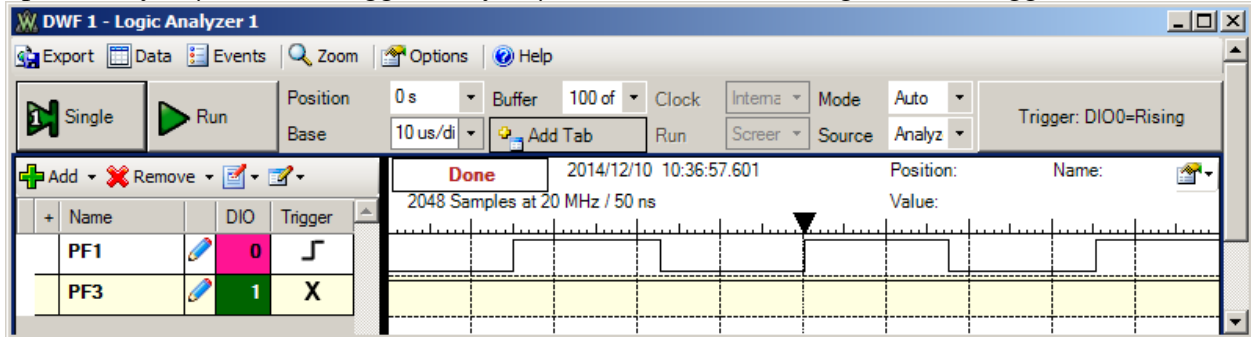 DWF 1 - Logic Analyzer 1
Export Data Events Zoom Options Help
Single Run Position 0 s Buffer 100 of Clock Interna Mode Auto Trigger: DIO0=Rising
Base 10 us/di Add Tab Run Screer Source Analyz
Add Remove Done 2014/12/10 10:36:57.601 Position: Name:
2048 Samples at 20 MHz / 50 ns Value:
+ Name DIO Trigger
PF1 0
PF3 1 X